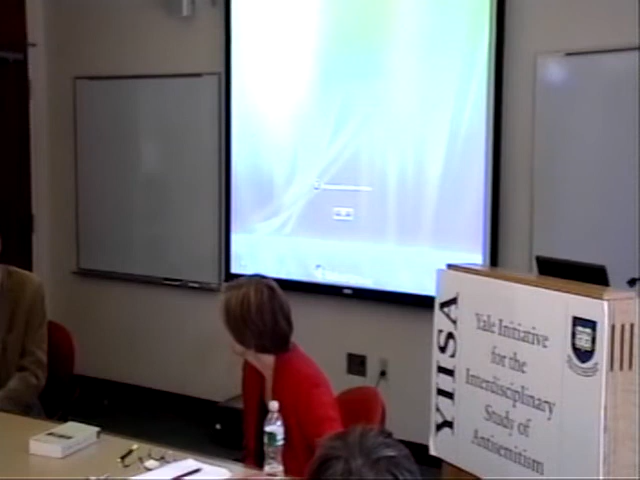 YIISA
Yale Initiative
for the
Interdisciplinary
Study of
Antisemitism